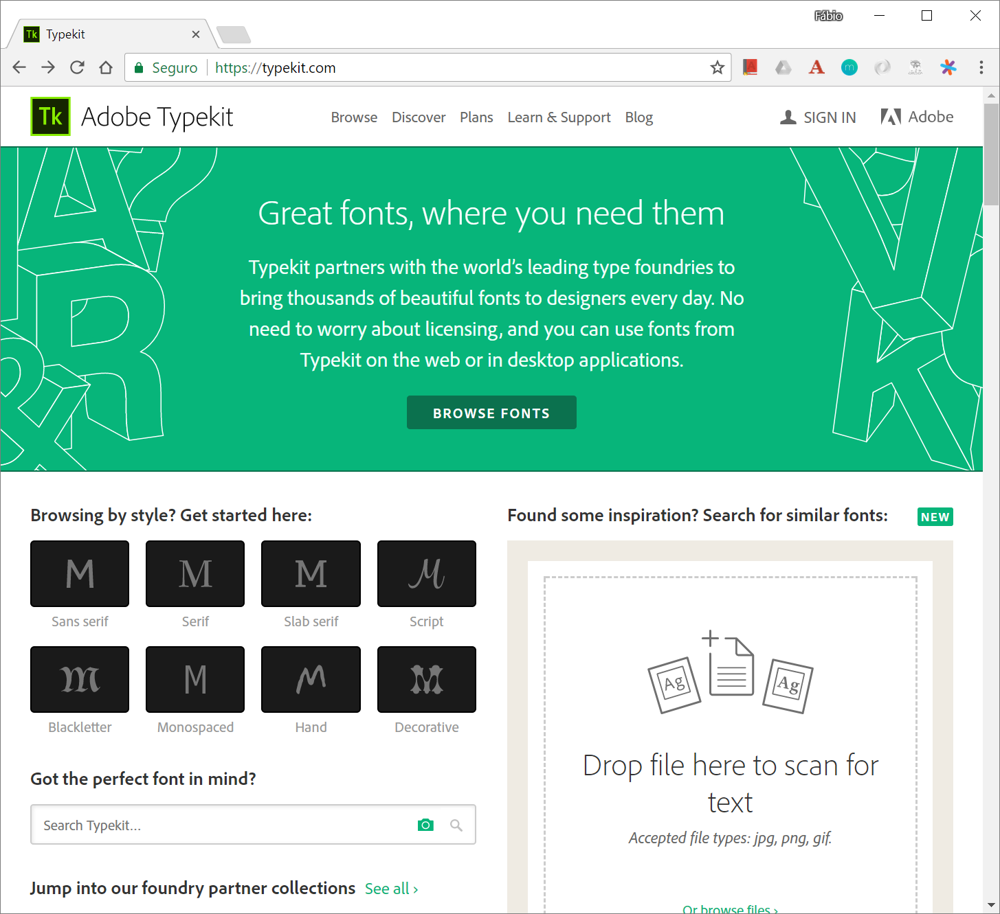 Fábio
Tk Typekit
Seguro https://typekit.com
Tk Adobe Typekit Browse Discover Plans Learn & Support Blog SIGN IN Adobe
Great fonts, where you need them
Typekit partners with the world's leading type foundries to
bring thousands of beautiful fonts to designers every day. No
need to worry about licensing, and you can use fonts from
Typekit on the web or in desktop applications.
BROWSE FONTS
Browsing by style? Get started here:
M M M M
Sans serif Serif Slab serif Script
M M M M
Blackletter Monospaced Hand Decorative
Got the perfect font in mind?
Search Typekit...
Jump into our foundry partner collections See all ›
Found some inspiration? Search for similar fonts: NEW
Ag Ag
Drop file here to scan for
text
Accepted file types: jpg, png, gif.
Or browse files ›